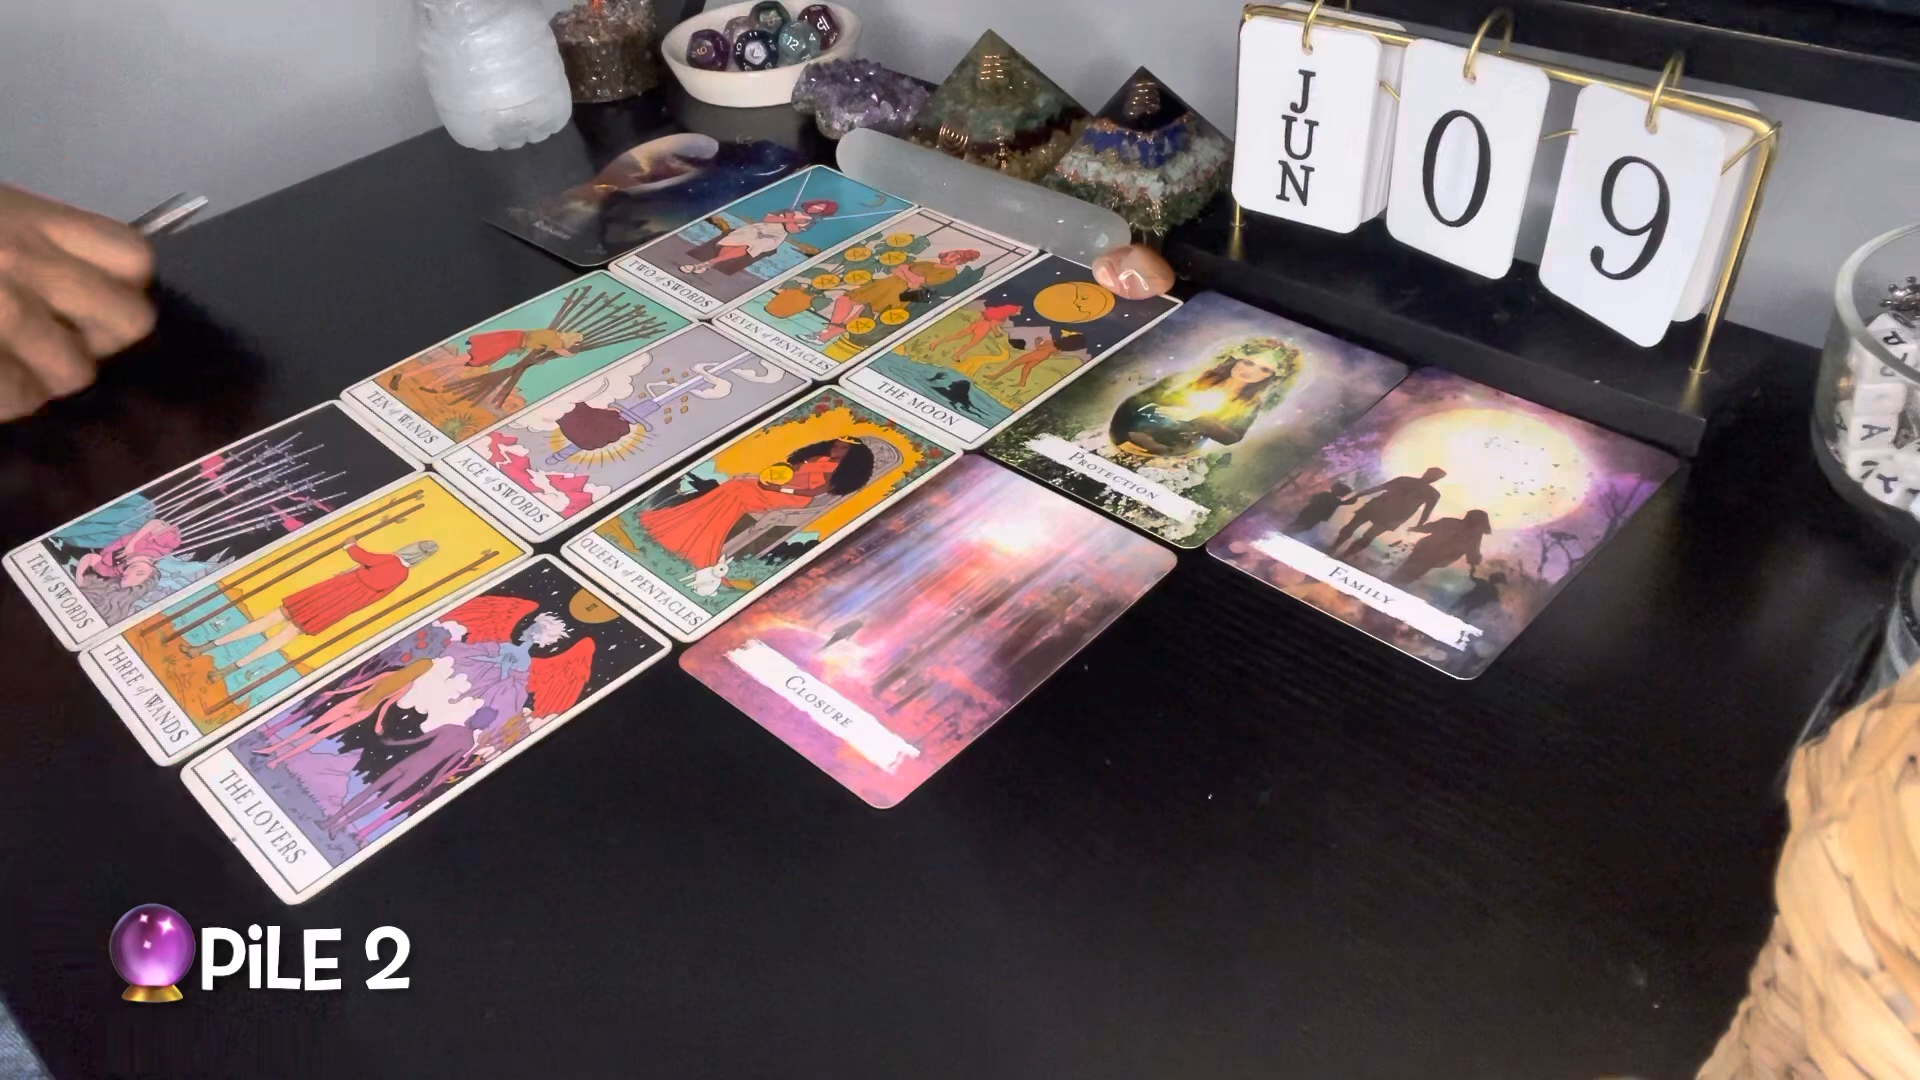 JUN
0
9
TWO of SWORDS
SEVEN of PENTACLES
THE MOON
PROTECTION
FAMILY
TEN of WANDS
ACE of SWORDS
QUEEN of PENTACLES
CLOSURE
TEN of SWORDS
THREE of WANDS
THE LOVERS
PiLE 2